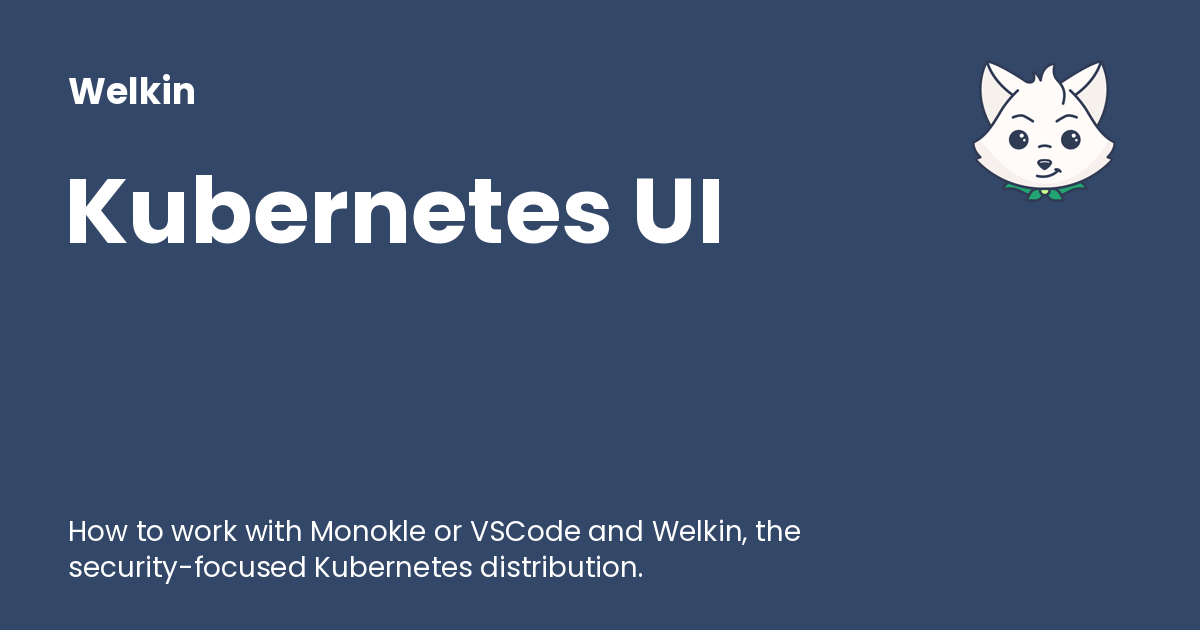 Welkin
Kubernetes UI
How to work with Monokle or VSCode and Welkin, the
security-focused Kubernetes distribution.